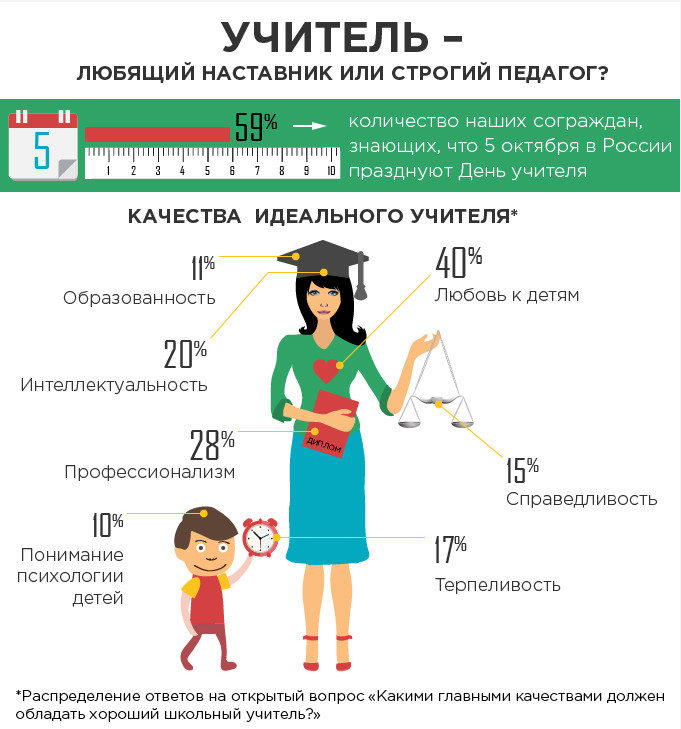 УЧИТЕЛЬ –
ЛЮБЯЩИЙ НАСТАВНИК ИЛИ СТРОГИЙ ПЕДАГОГ?
5
59%
1 2 3 4 5 6 7 8 9 10
количество наших сограждан,
знающих, что 5 октября в России
празднуют День учителя
КАЧЕСТВА ИДЕАЛЬНОГО УЧИТЕЛЯ*
11%
Образованность
40%
Любовь к детям
20%
Интеллектуальность
28%
Профессионализм
ДИПЛОМ
15%
Справедливость
10%
Понимание
психологии
детей
17%
Терпеливость
*Распределение ответов на открытый вопрос «Какими главными качествами должен
обладать хороший школьный учитель?»